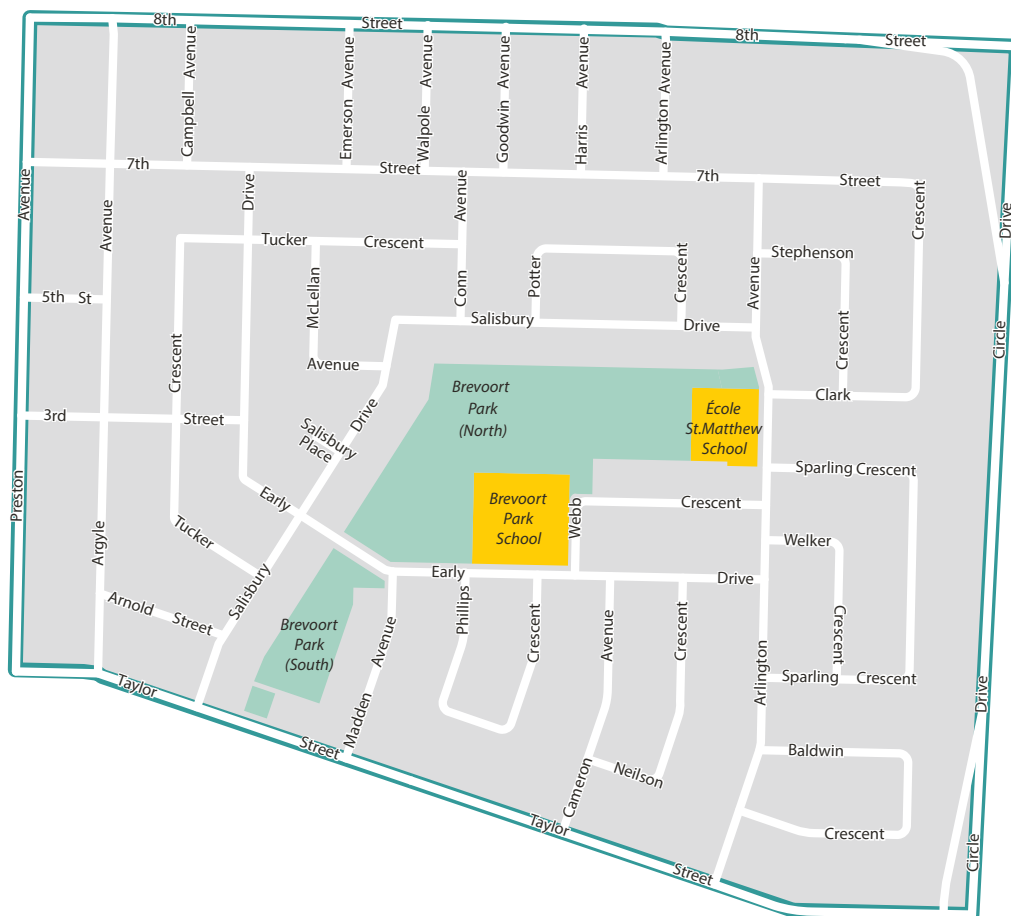 8th
Street
8th
Street
Campbell Avenue
Emerson Avenue
Walpole Avenue
Goodwin Avenue
Harris Avenue
Arlington Avenue
7th
Street
7th
Street
Avenue
Avenue
Drive
Avenue
Crescent
Drive
Tucker
Crescent
Stephenson
McLellan
Conn
Potter
Crescent
Avenue
5th St
Salisbury
Drive
Crescent
Circle
Crescent
Avenue
Clark
Brevoort
Park
(North)
École
St.Matthew
School
3rd
Street
Drive
Salisbury
Place
Sparling Crescent
Preston
Early
Brevoort
Park
School
Webb
Crescent
Argyle
Tucker
Welker
Early
Drive
Salisbury
Arnold Street
Phillips
Crescent
Avenue
Crescent
Crescent
Brevoort
Park
(South)
Avenue
Arlington
Sparling
Crescent
Taylor
Madden
Drive
Street
Baldwin
Cameron
Neilson
Taylor
Crescent
Street
Circle